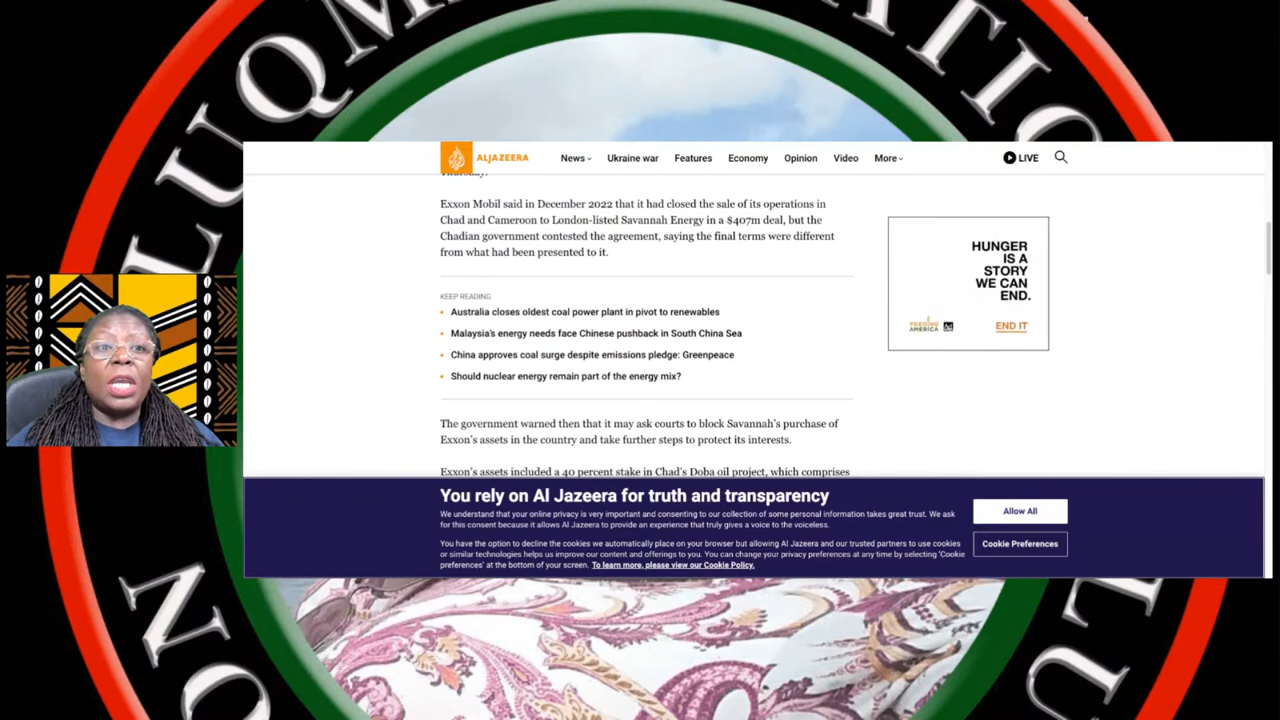 LUQM
ATIO
ALJAZEERA
News
Ukraine war
Features
Economy
Opinion
Video
More
LIVE
Thursday.
Exxon Mobil said in December 2022 that it had closed the sale of its operations in
Chad and Cameroon to London-listed Savannah Energy in a $407m deal, but the
Chadian government contested the agreement, saying the final terms were different
from what had been presented to it.
KEEP READING
Australia closes oldest coal power plant in pivot to renewables
Malaysia's energy needs face Chinese pushback in South China Sea
China approves coal surge despite emissions pledge: Greenpeace
Should nuclear energy remain part of the energy mix?
HUNGER
IS A
STORY
WE CAN
END.
FEEDING
AMERICA
Ad
END IT
The government warned then that it may ask courts to block Savannah's purchase of
Exxon's assets in the country and take further steps to protect its interests.
Exxon's assets included a 40 percent stake in Chad's Doba oil project, which comprises
You rely on Al Jazeera for truth and transparency
We understand that your online privacy is very important and consenting to our collection of some personal information takes great trust. We ask
for this consent because it allows Al Jazeera to provide an experience that truly gives a voice to the voiceless.
You have the option to decline the cookies we automatically place on your browser but allowing Al Jazeera and our trusted partners to use cookies
or similar technologies helps us improve our content and offerings to you. You can change your privacy preferences at any time by selecting 'Cookie
preferences' at the bottom of your screen. To learn more, please view our Cookie Policy.
Allow All
Cookie Preferences
NO
LU